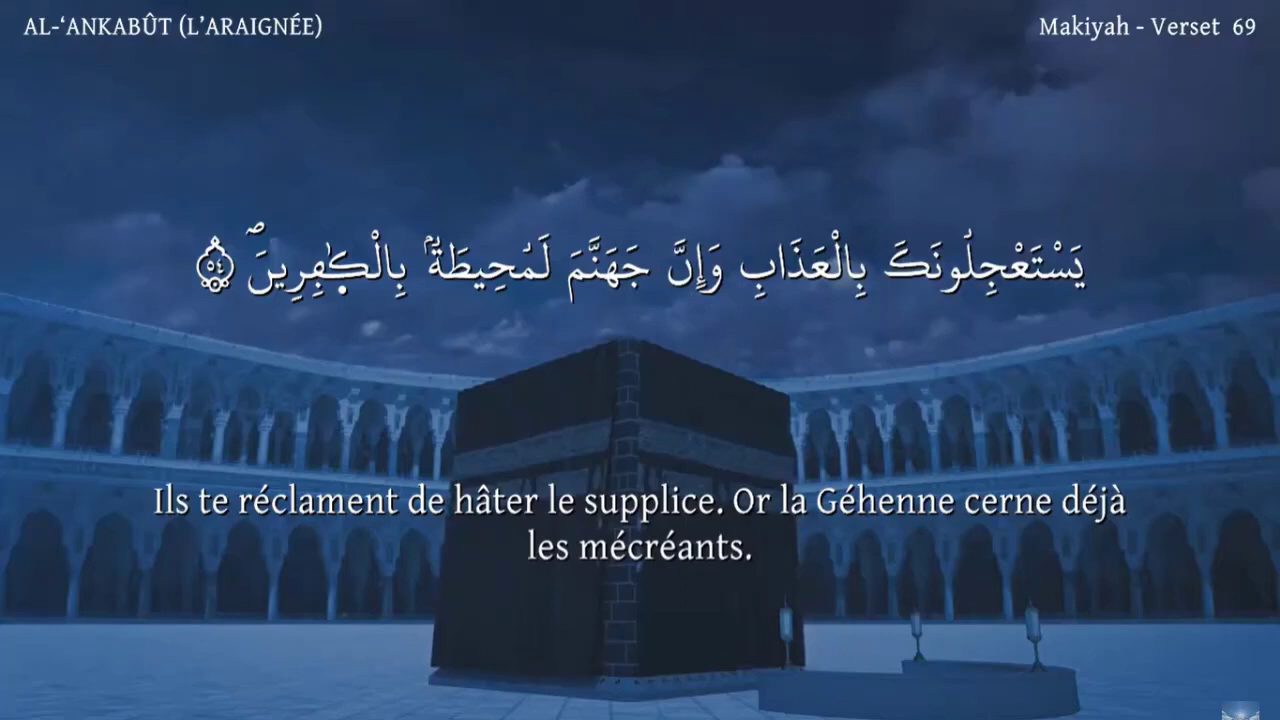 AL-‘ANKABÛT (L’ARAIGNÉE)
Makiyah - Verset 69
يَسْتَعْجِلُونَكَ بِالْعَذَابِ وَإِنَّ جَهَنَّمَ لَمُحِيطَةٌۢ بِالْكَٰفِرِينَۙ ﴿٥٤﴾
Ils te réclament de hâter le supplice. Or la Géhenne cerne déjà
les mécréants.